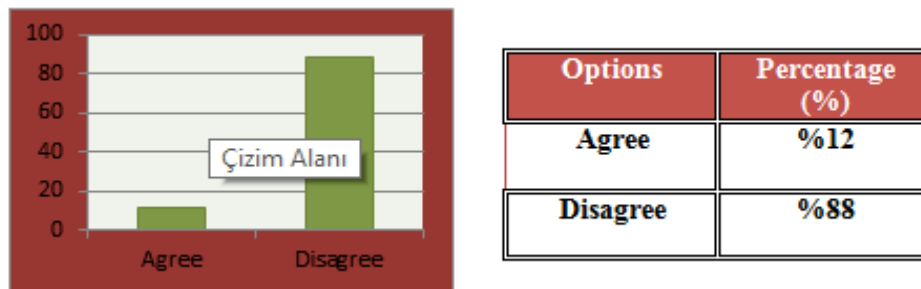 100
80
60
40
20
0
Çizim Alanı
Agree Disagree
Options Percentage
(%)
Agree %12
Disagree %88